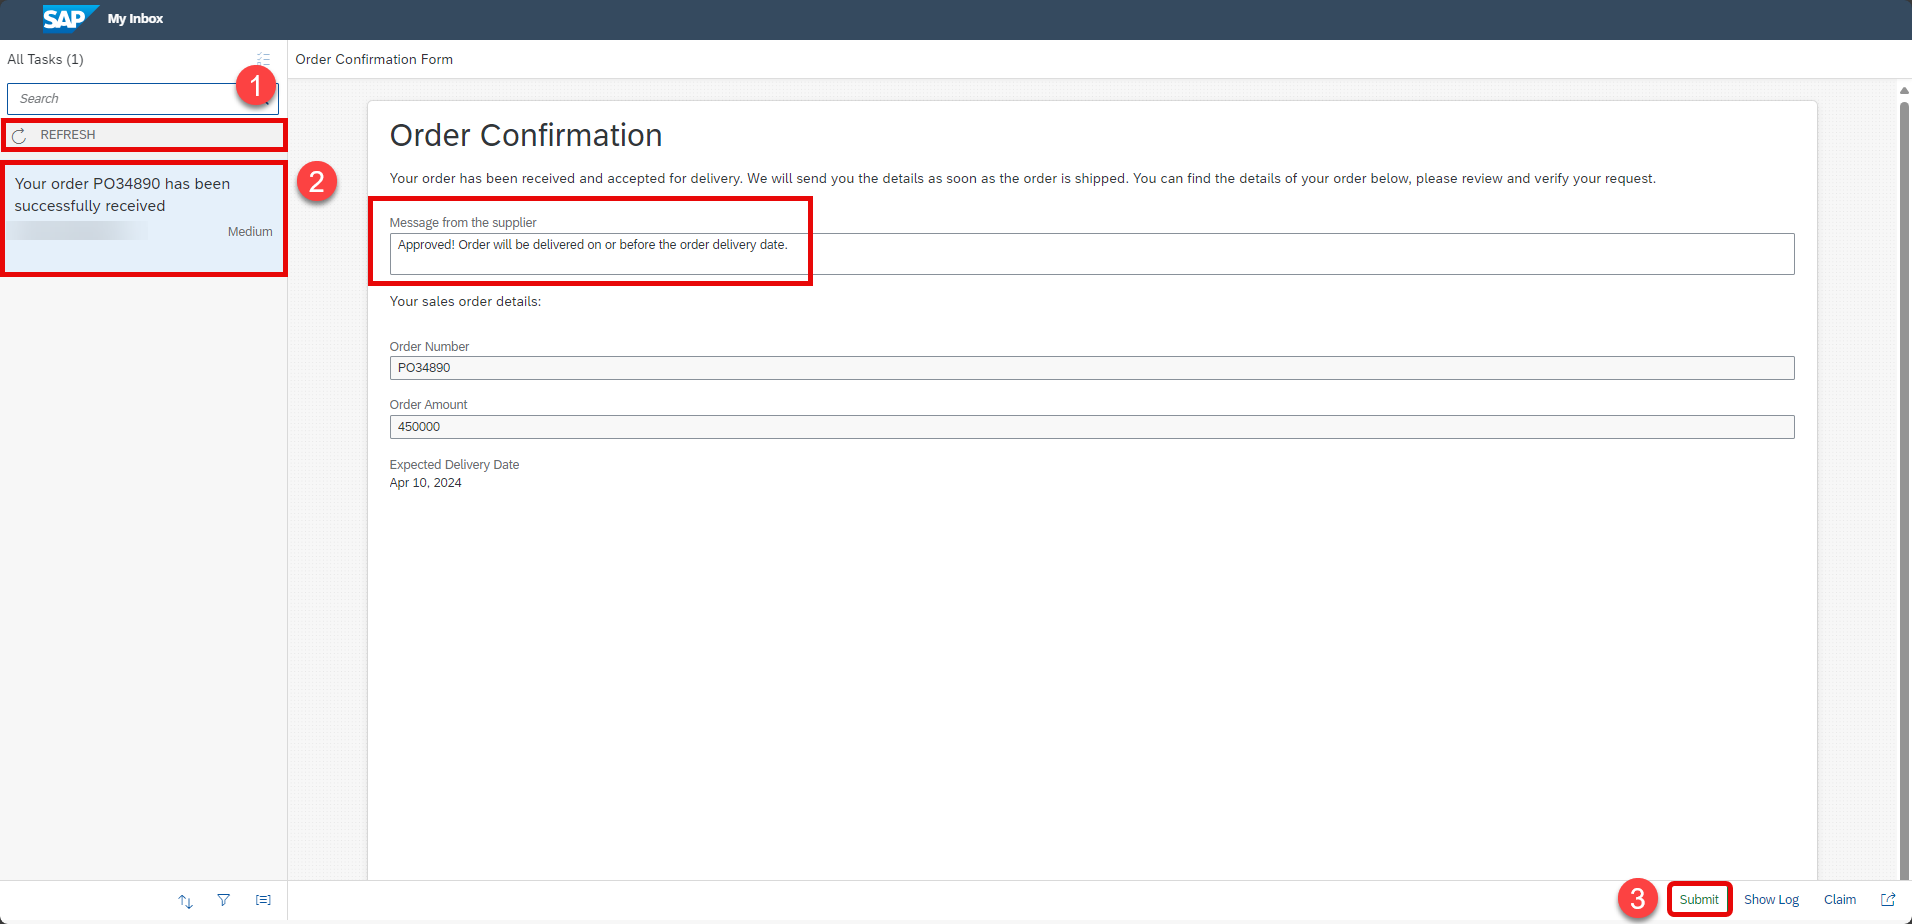 SAP My Inbox
All Tasks (1)
1
Search
REFRESH
Your order PO34890 has been
successfully received
Medium
2
Order Confirmation Form
Order Confirmation
Your order has been received and accepted for delivery. We will send you the details as soon as the order is shipped. You can find the details of your order below, please review and verify your request.
Message from the supplier
Approved! Order will be delivered on or before the order delivery date.
Your sales order details:
Order Number
PO34890
Order Amount
450000
Expected Delivery Date
Apr 10, 2024
3
Submit Show Log Claim